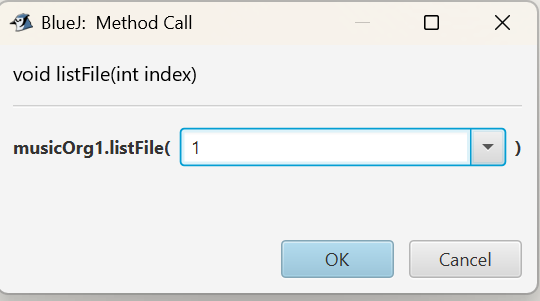 BlueJ: Method Call
void listFile(int index)
musicOrg1.listFile( 1 )
OK Cancel